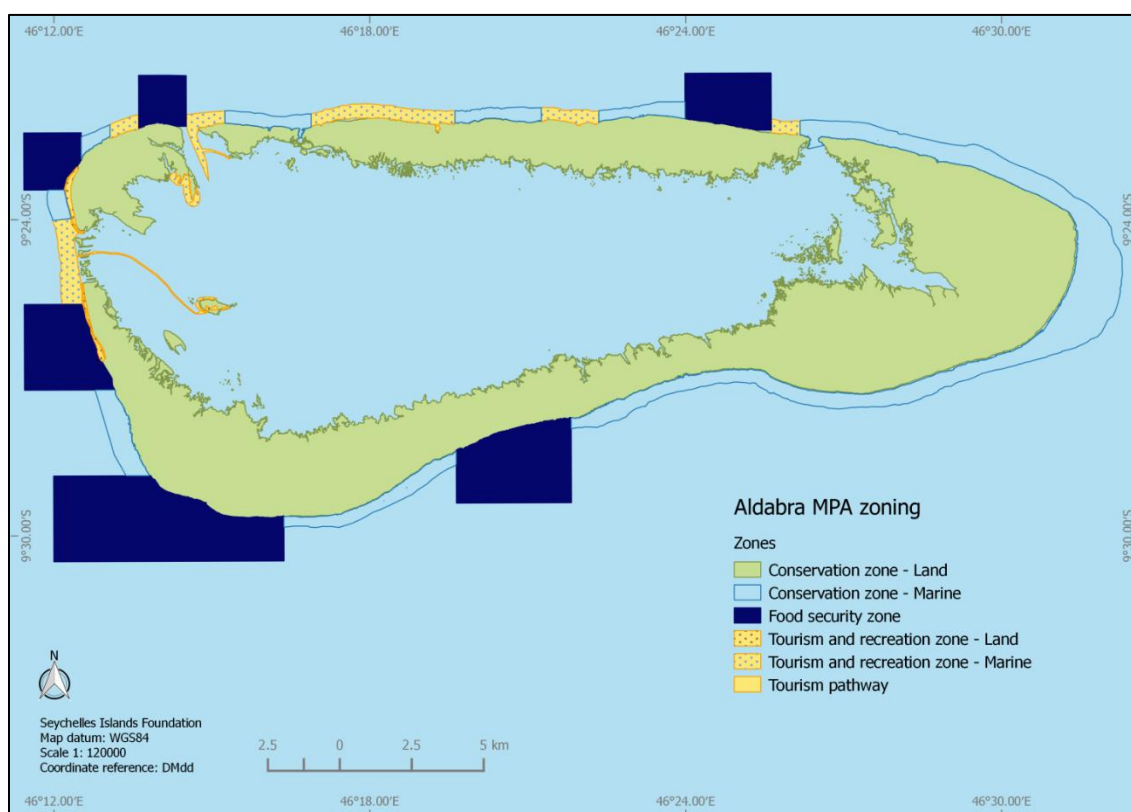 46°12.00'E 46°18.00'E 46°24.00'E 46°30.00'E
9°24.00'S 9°24.00'S
9°30.00'S 9°30.00'S
Aldabra MPA zoning
Zones
Conservation zone - Land
Conservation zone - Marine
Food security zone
Tourism and recreation zone - Land
Tourism and recreation zone - Marine
Tourism pathway
N
Seychelles Islands Foundation
Map datum: WGS84
Scale 1: 120000
Coordinate reference: DMdd
2.5 0 2.5 5 km
46°12.00'E 46°18.00'E 46°24.00'E 46°30.00'E